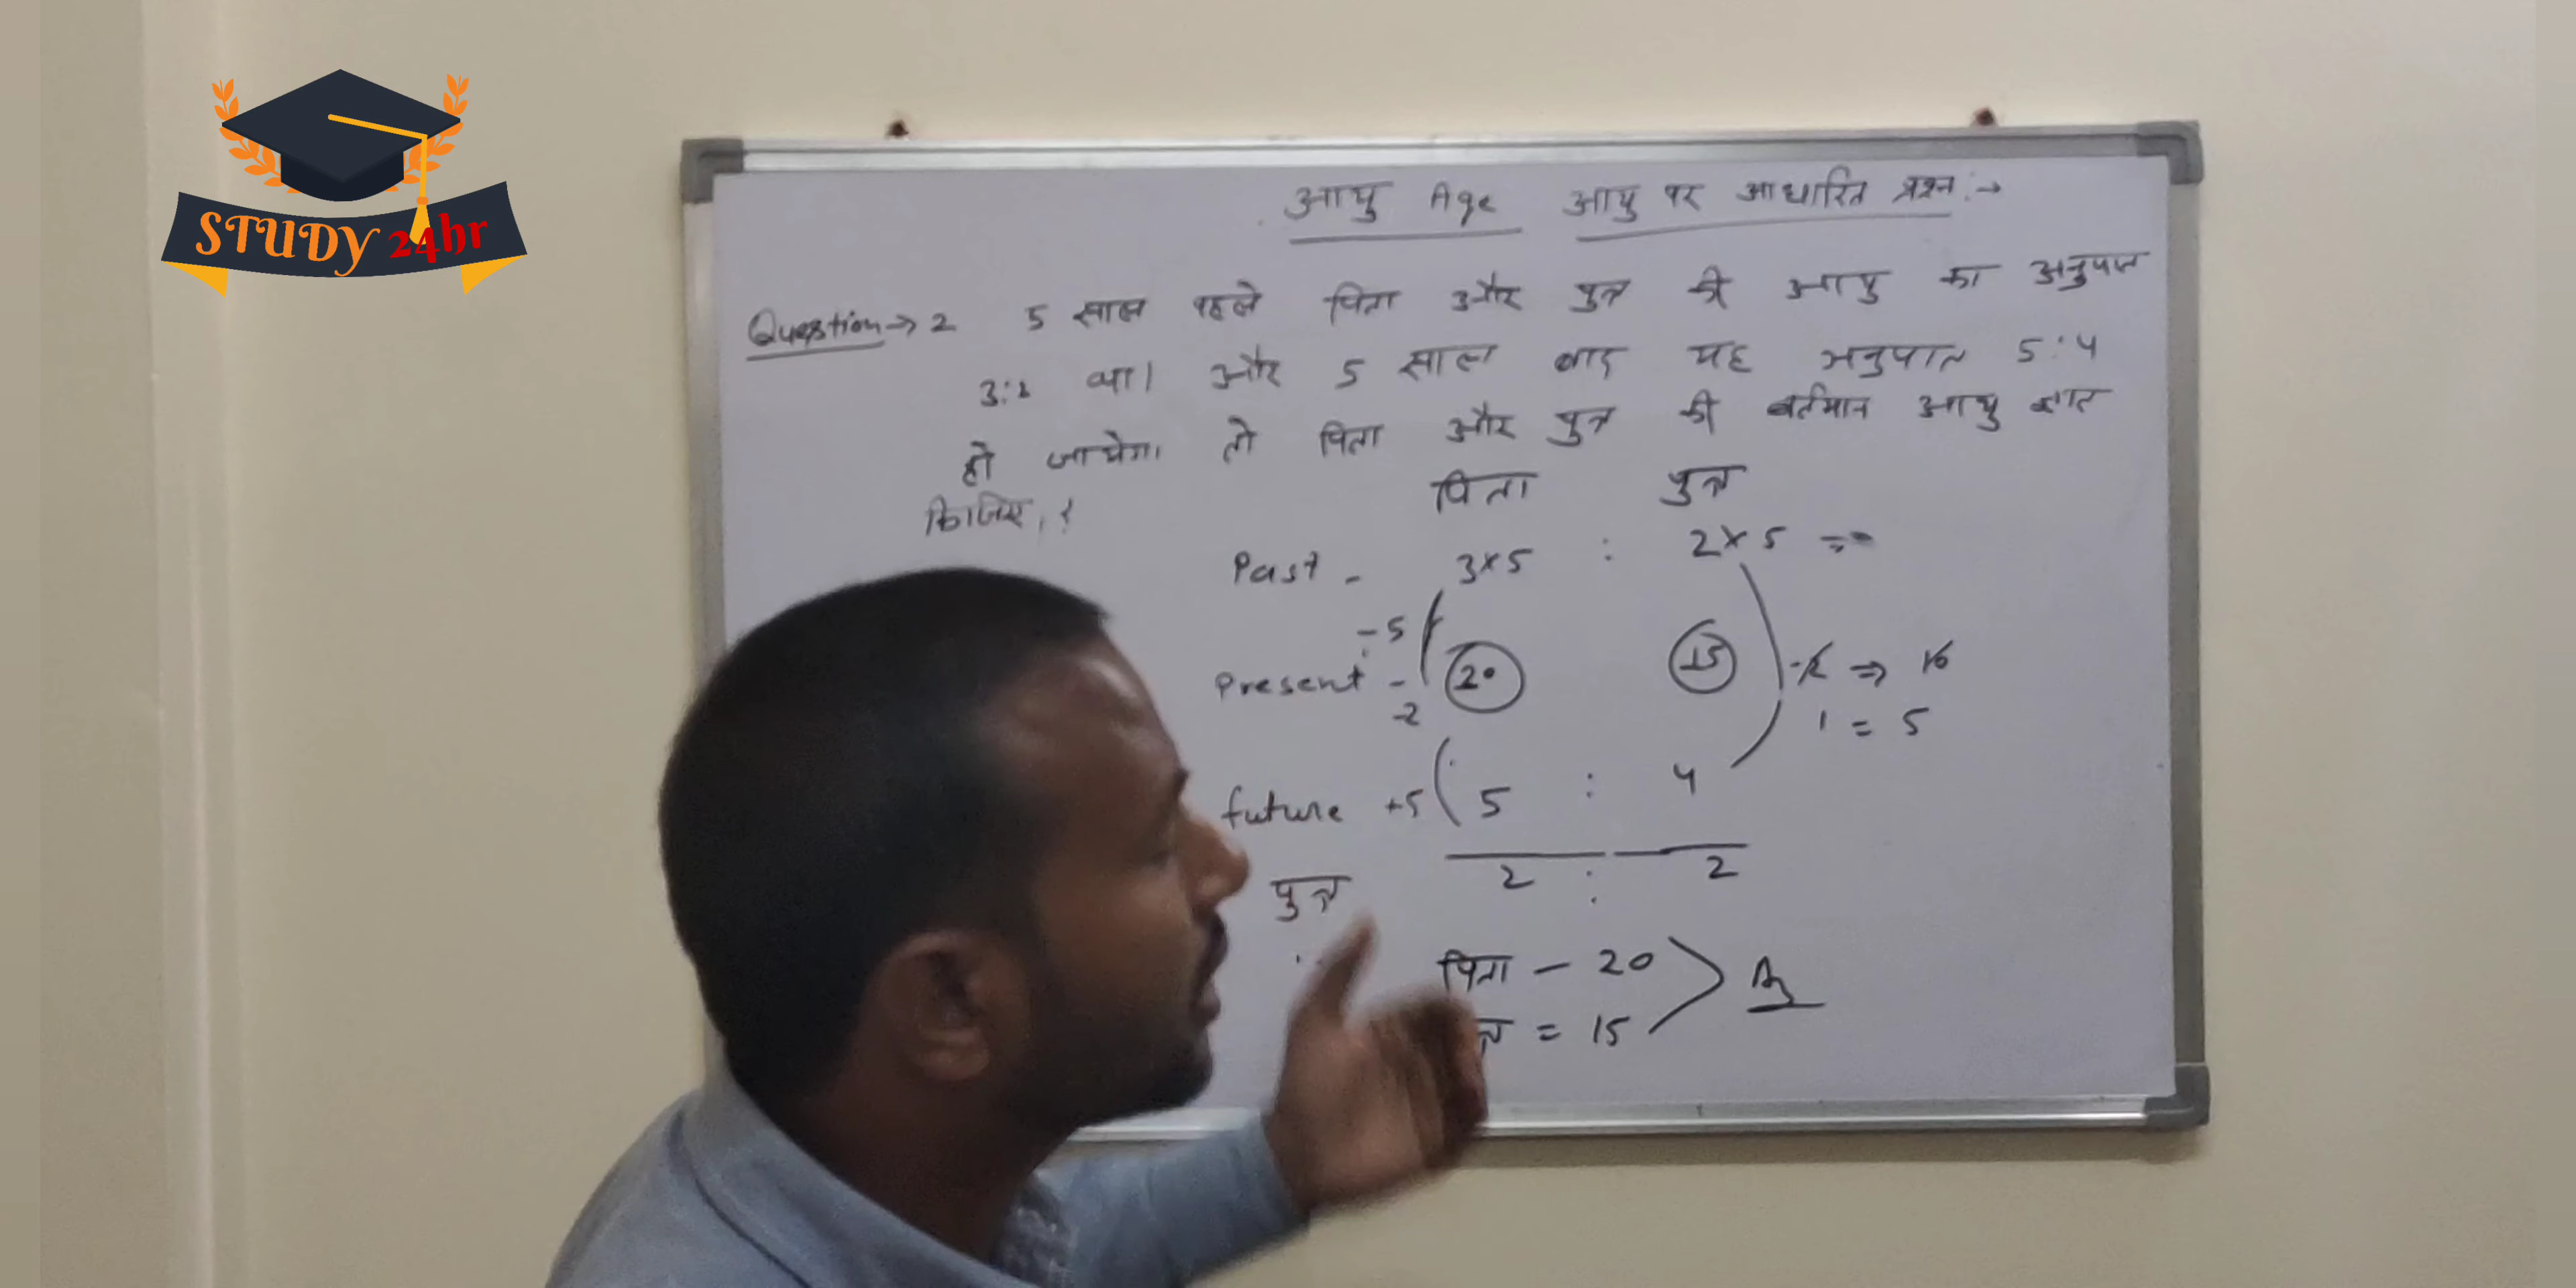 STUDY 24hr
आयु Age आयु पर आधारित प्रश्न :→
Question → 2 5 साल पहले पिता और पुत्र की आयु का अनुपात
3:2 था। और 5 साल बाद यह अनुपात 5:4
हो जायेगा तो पिता और पुत्र की वर्तमान आयु ज्ञात
किजिए, ?
पिता पुत्र
Past - 3×5 : 2×5 =
-5
Present - 20 15 2 ⇒ 10
-2 1 = 5
future +5 5 : 4
2 : 2
पुत्र
पिता – 20
= 15